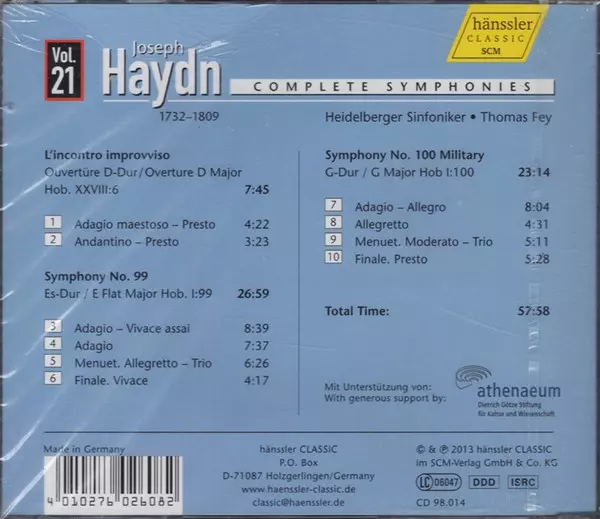 Vol.
21
Joseph
Haydn
COMPLETE SYMPHONIES
1732–1809
Heidelberger Sinfoniker • Thomas Fey
hänssler
CLASSIC
SCM
L'incontro improvviso
Ouvertüre D-Dur/Overture D Major
Hob. XXVIII:6 7:45
1 Adagio maestoso – Presto 4:22
2 Andantino – Presto 3:23
Symphony No. 99
Es-Dur / E Flat Major Hob. I:99 26:59
3 Adagio – Vivace assai 8:39
4 Adagio 7:37
5 Menuet. Allegretto – Trio 6:26
6 Finale. Vivace 4:17
Symphony No. 100 Military
G-Dur / G Major Hob I:100 23:14
7 Adagio – Allegro 8:04
8 Allegretto 4:31
9 Menuet. Moderato – Trio 5:11
10 Finale. Presto 5:28
Total Time: 57:58
Mit Unterstützung von:
With generous support by:
athenaeum
Dietrich Götze Stiftung
für Kultur und Wissenschaft
Made in Germany
4 010276 026082
hänssler CLASSIC
P.O. Box
D-71087 Holzgerlingen/Germany
www.haenssler-classic.de
classic@haenssler.de
© & ℗ 2013 hänssler CLASSIC
im SCM-Verlag GmbH & Co. KG
LC 06047 DDD ISRC
CD 98.014